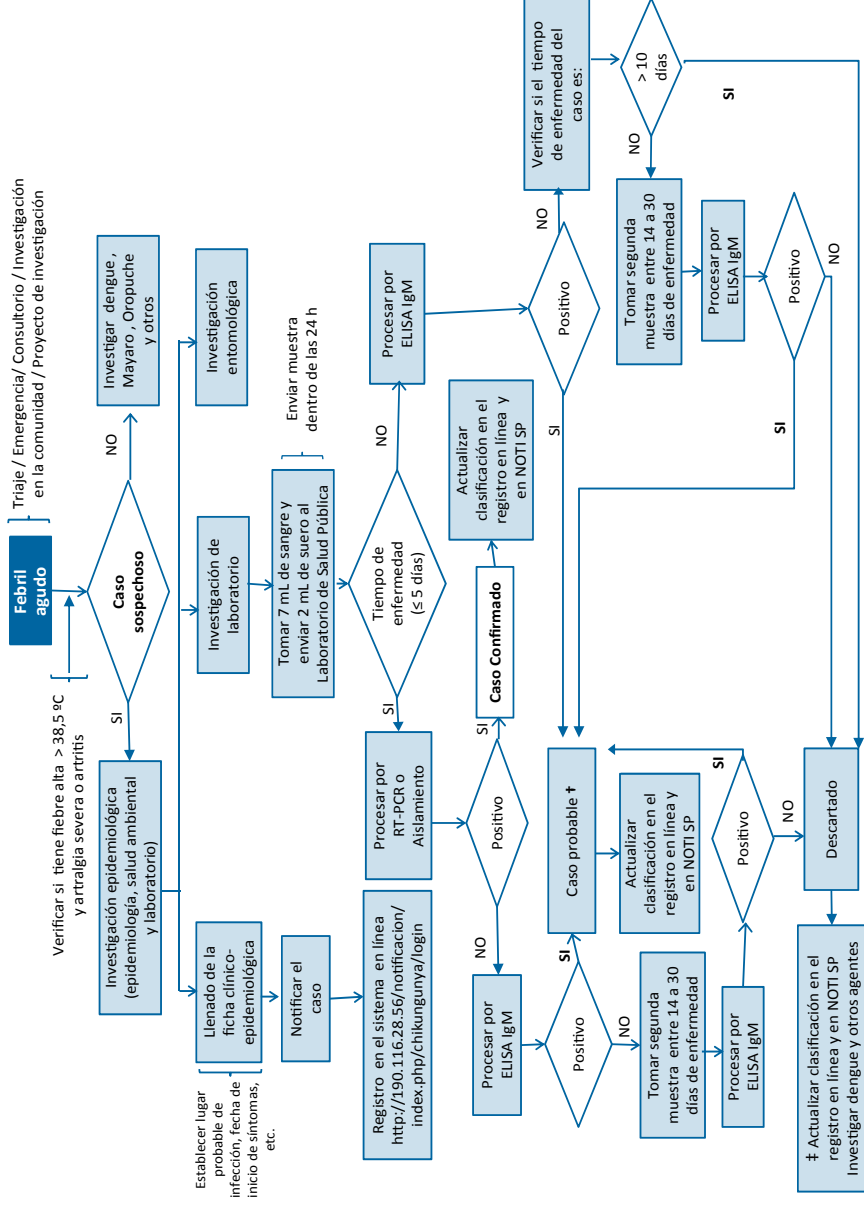 Febril
agudo
Triaje / Emergencia/ Consultorio / Investigación
en la comunidad / Proyecto de investigación
Verificar si tiene fiebre alta > 38,5 ºC
y artralgia severa o artritis
Caso
sospechoso
SI
NO
Investigar dengue ,
Mayaro , Oropuche
y otros
Investigación epidemiológica
(epidemiología, salud ambiental
y laboratorio)
Establecer lugar
probable de
infección, fecha de
inicio de síntomas,
etc.
Llenado de la
ficha clínico-
epidemiológica
Investigación de
laboratorio
Investigación
entomológica
Notificar el
caso
Tomar 7 mL de sangre y
enviar 2 mL de suero al
Laboratorio de Salud Pública
Enviar muestra
dentro de las 24 h
Registro en el sistema en línea
http://190.116.28.56/notificacion/
index.php/chikungunya/login
Tiempo de
enfermedad
(≤ 5 días)
SI
NO
Procesar por
RT-PCR o
Aislamiento
Procesar por
ELISA IgM
Positivo
SI
NO
Caso Confirmado
Actualizar
clasificación en el
registro en línea y
en NOTI SP
Positivo
SI
NO
Verificar si el tiempo
de enfermedad del
caso es:
> 10
días
NO
SI
Procesar por
ELISA IgM
Positivo
SI
NO
Caso probable †
Actualizar
clasificación en el
registro en línea y
en NOTI SP
Tomar segunda
muestra entre 14 a 30
días de enfermedad
Procesar por
ELISA IgM
Positivo
SI
NO
Tomar segunda
muestra entre 14 a 30
días de enfermedad
Procesar por
ELISA IgM
Positivo
SI
NO
Descartado
‡ Actualizar clasificación en el
registro en línea y en NOTI SP
Investigar dengue y otros agentes